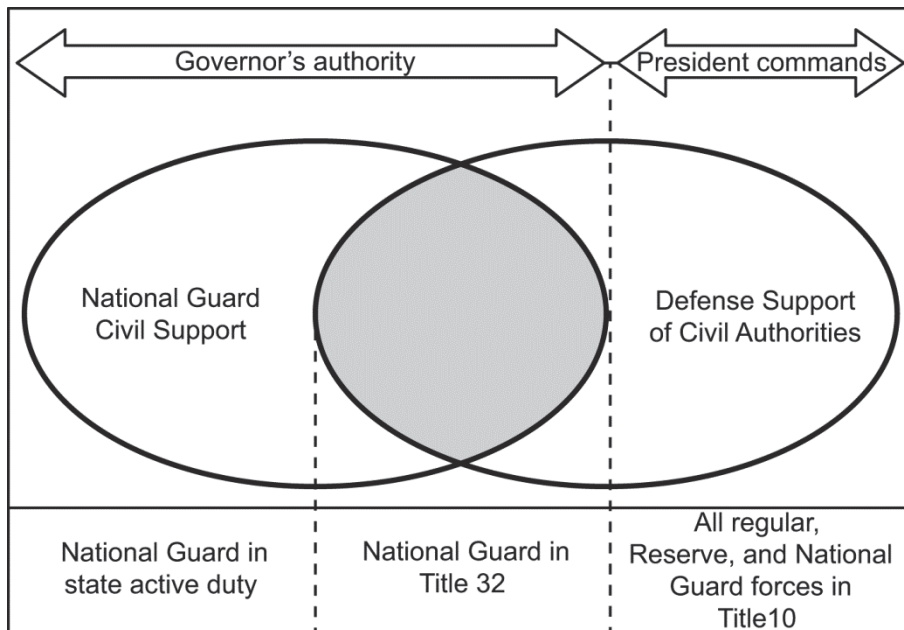 Governor's authority
President commands
National Guard
Civil Support
Defense Support
of Civil Authorities
National Guard in
state active duty
National Guard in
Title 32
All regular,
Reserve, and National
Guard forces in
Title10